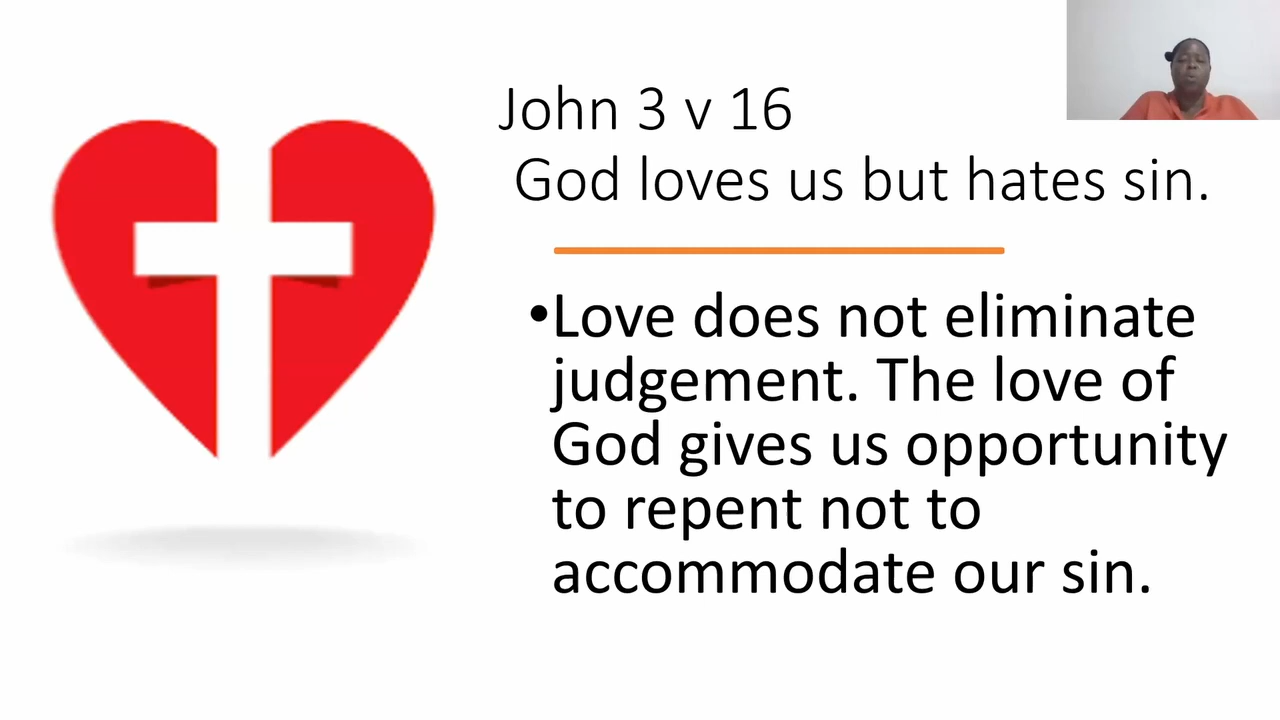 John 3 v 16
God loves us but hates sin.
•Love does not eliminate
judgement. The love of
God gives us opportunity
to repent not to
accommodate our sin.